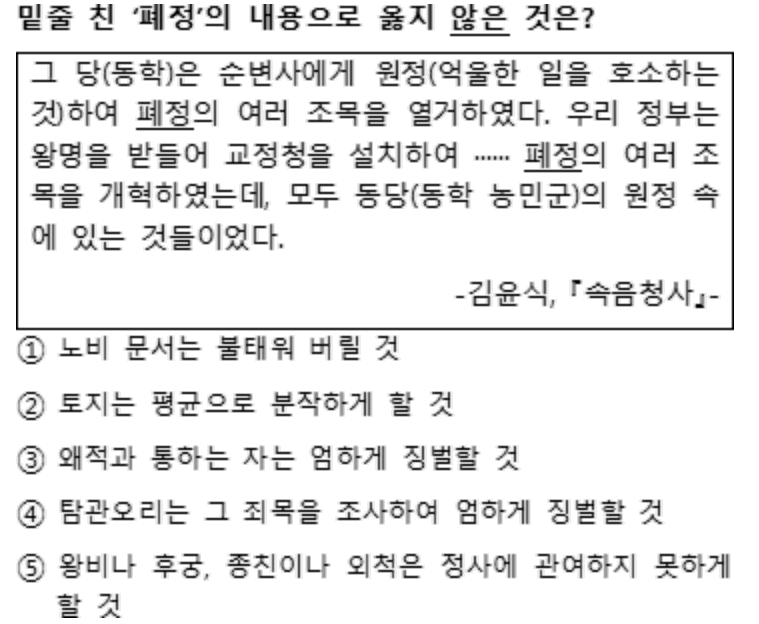 밑줄 친 ‘폐정’의 내용으로 옳지 않은 것은?
그 당(동학)은 순변사에게 원정(억울한 일을 호소하는
것)하여 폐정의 여러 조목을 열거하였다. 우리 정부는
왕명을 받들어 교정청을 설치하여 …… 폐정의 여러 조
목을 개혁하였는데, 모두 동당(동학 농민군)의 원정 속
에 있는 것들이었다.
-김윤식, 『속음청사』-
① 노비 문서는 불태워 버릴 것
② 토지는 평균으로 분작하게 할 것
③ 왜적과 통하는 자는 엄하게 징벌할 것
④ 탐관오리는 그 죄목을 조사하여 엄하게 징벌할 것
⑤ 왕비나 후궁, 종친이나 외척은 정사에 관여하지 못하게
할 것